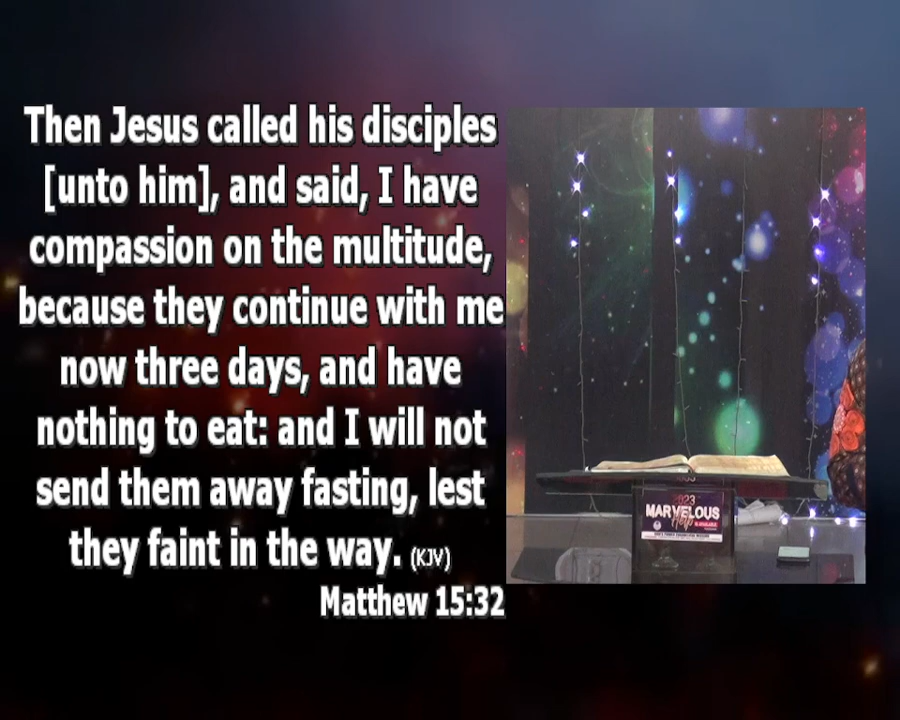 Then Jesus called his disciples
[unto him], and said, I have
compassion on the multitude,
because they continue with me
now three days, and have
nothing to eat: and I will not
send them away fasting, lest
they faint in the way. (KJV)
Matthew 15:32
2023
MARVELOUS
Help